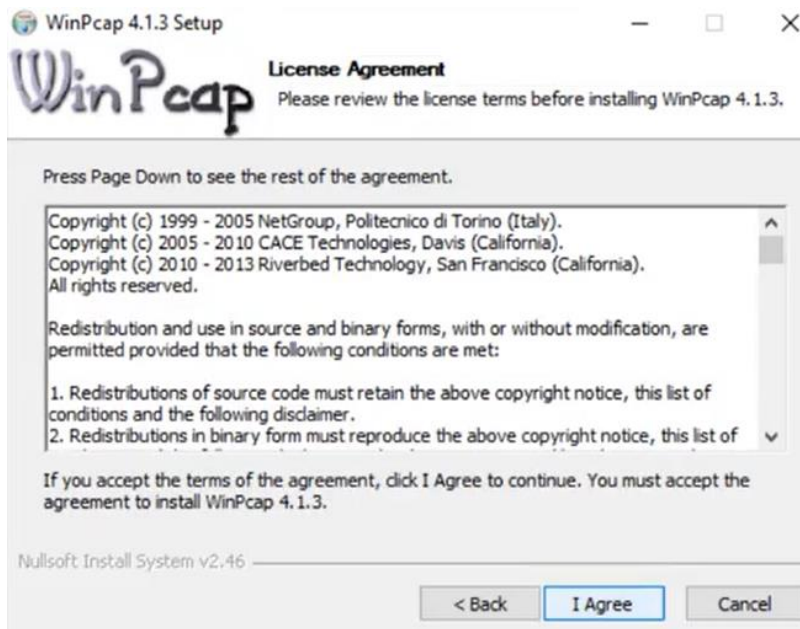 WinPcap 4.1.3 Setup
WinPcap
License Agreement
Please review the license terms before installing WinPcap 4.1.3.
Press Page Down to see the rest of the agreement.
Copyright (c) 1999 - 2005 NetGroup, Politecnico di Torino (Italy).
Copyright (c) 2005 - 2010 CACE Technologies, Davis (California).
Copyright (c) 2010 - 2013 Riverbed Technology, San Francisco (California).
All rights reserved.
Redistribution and use in source and binary forms, with or without modification, are
permitted provided that the following conditions are met:
1. Redistributions of source code must retain the above copyright notice, this list of
conditions and the following disclaimer.
2. Redistributions in binary form must reproduce the above copyright notice, this list of
If you accept the terms of the agreement, click I Agree to continue. You must accept the
agreement to install WinPcap 4.1.3.
Nullsoft Install System v2.46
< Back
I Agree
Cancel